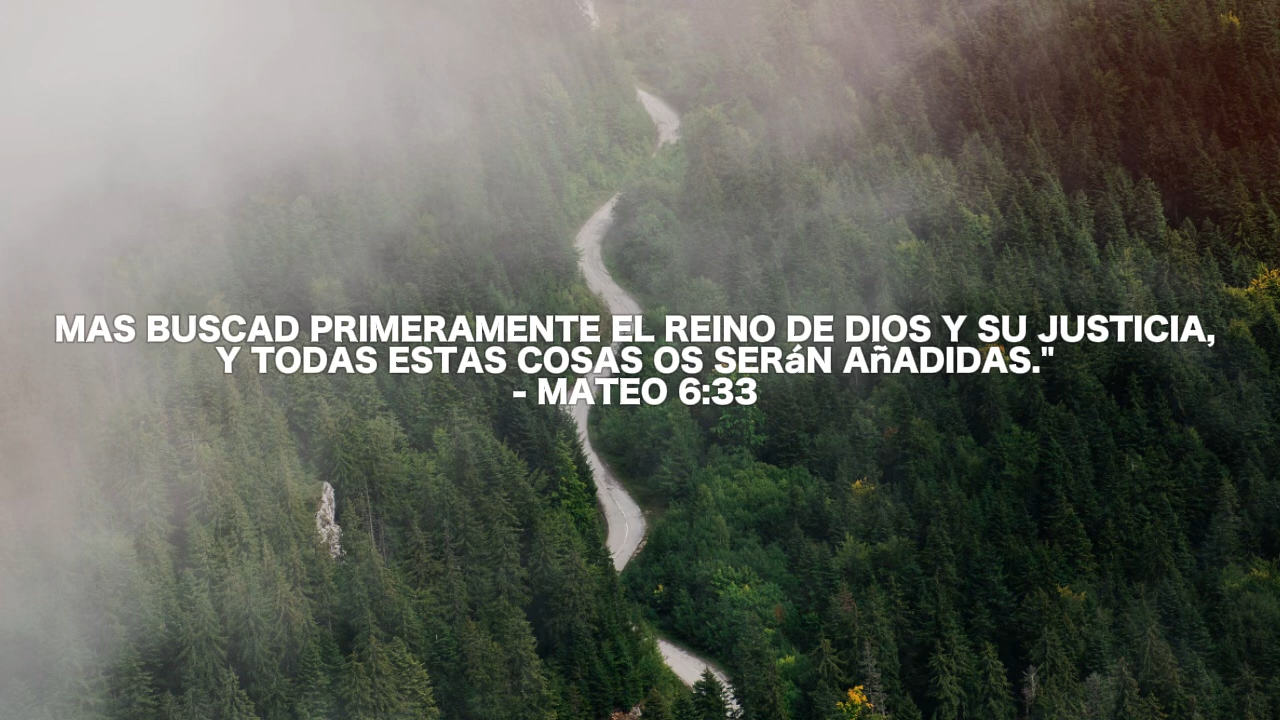 MAS BUSCAD PRIMERAMENTE EL REINO DE DIOS Y SU JUSTICIA,
Y TODAS ESTAS COSAS OS SERáN AñADIDAS."
- MATEO 6:33